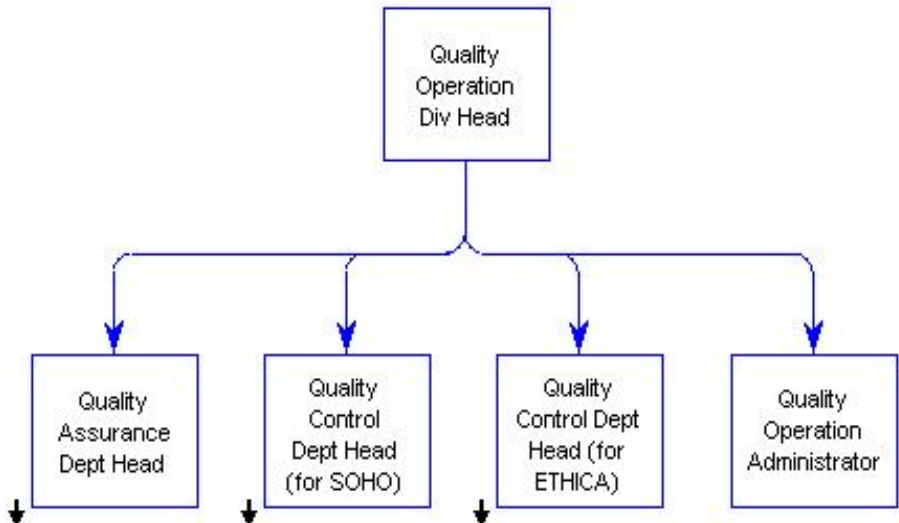 Quality
Operation
Div Head
Quality
Assurance
Dept Head
Quality
Control
Dept Head
(for SOHO)
Quality
Control Dept
Head (for
ETHICA)
Quality
Operation
Administrator